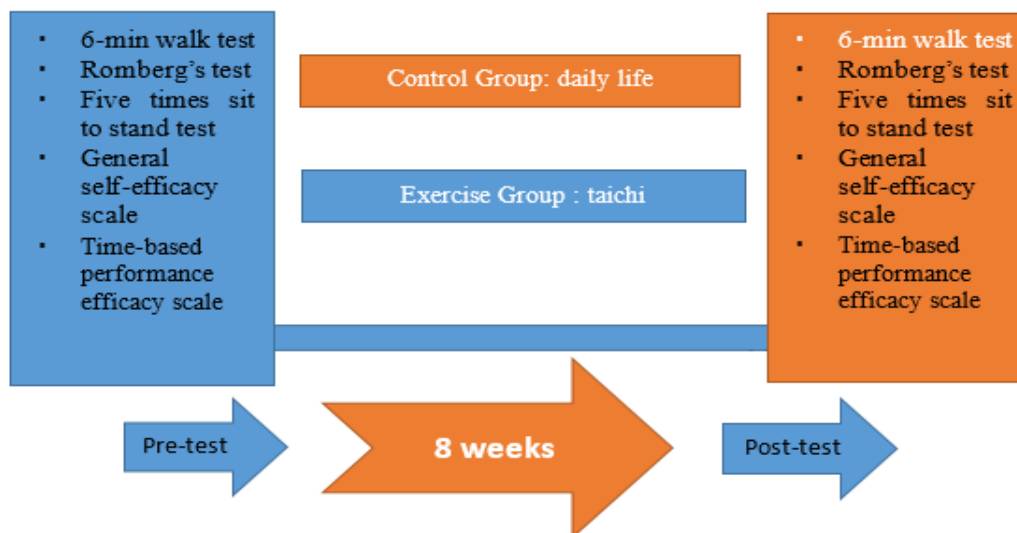 ▪ 6-min walk test
▪ Romberg's test
▪ Five times sit
to stand test
▪ General
self-efficacy
scale
▪ Time-based
performance
efficacy scale
Control Group: daily life
Exercise Group : taichi
▪ 6-min walk test
▪ Romberg's test
▪ Five times sit
to stand test
▪ General
self-efficacy
scale
▪ Time-based
performance
efficacy scale
Pre-test
8 weeks
Post-test